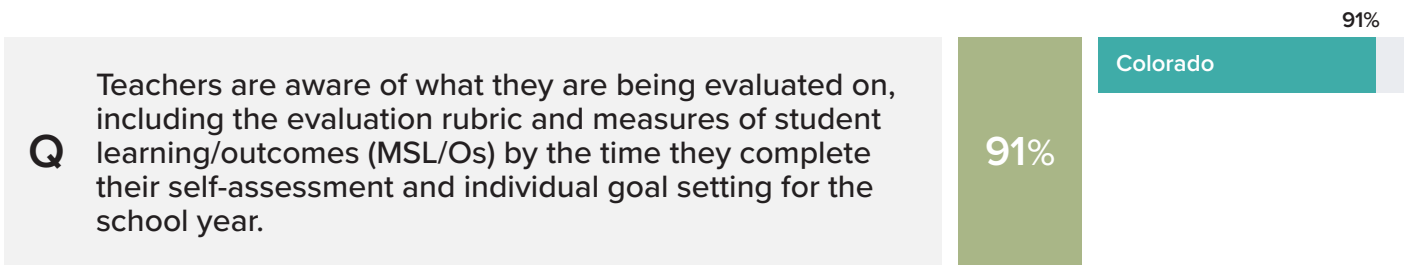 91%
Q
Teachers are aware of what they are being evaluated on,
including the evaluation rubric and measures of student
learning/outcomes (MSL/Os) by the time they complete
their self-assessment and individual goal setting for the
school year.
91%
Colorado